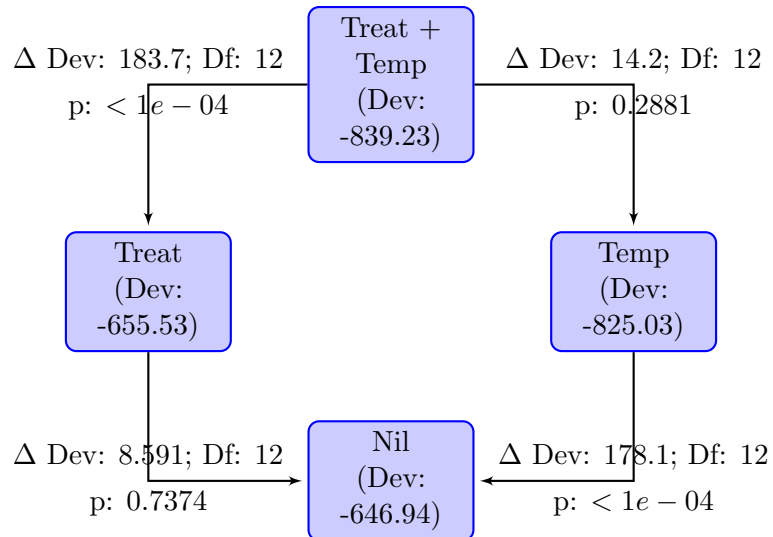 Treat +
Temp
(Dev:
-839.23)
Δ Dev: 183.7; Df: 12
p: < 1e − 04
Δ Dev: 14.2; Df: 12
p: 0.2881
Treat
(Dev:
-655.53)
Temp
(Dev:
-825.03)
Δ Dev: 8.591; Df: 12
p: 0.7374
Nil
(Dev:
-646.94)
Δ Dev: 178.1; Df: 12
p: < 1e − 04